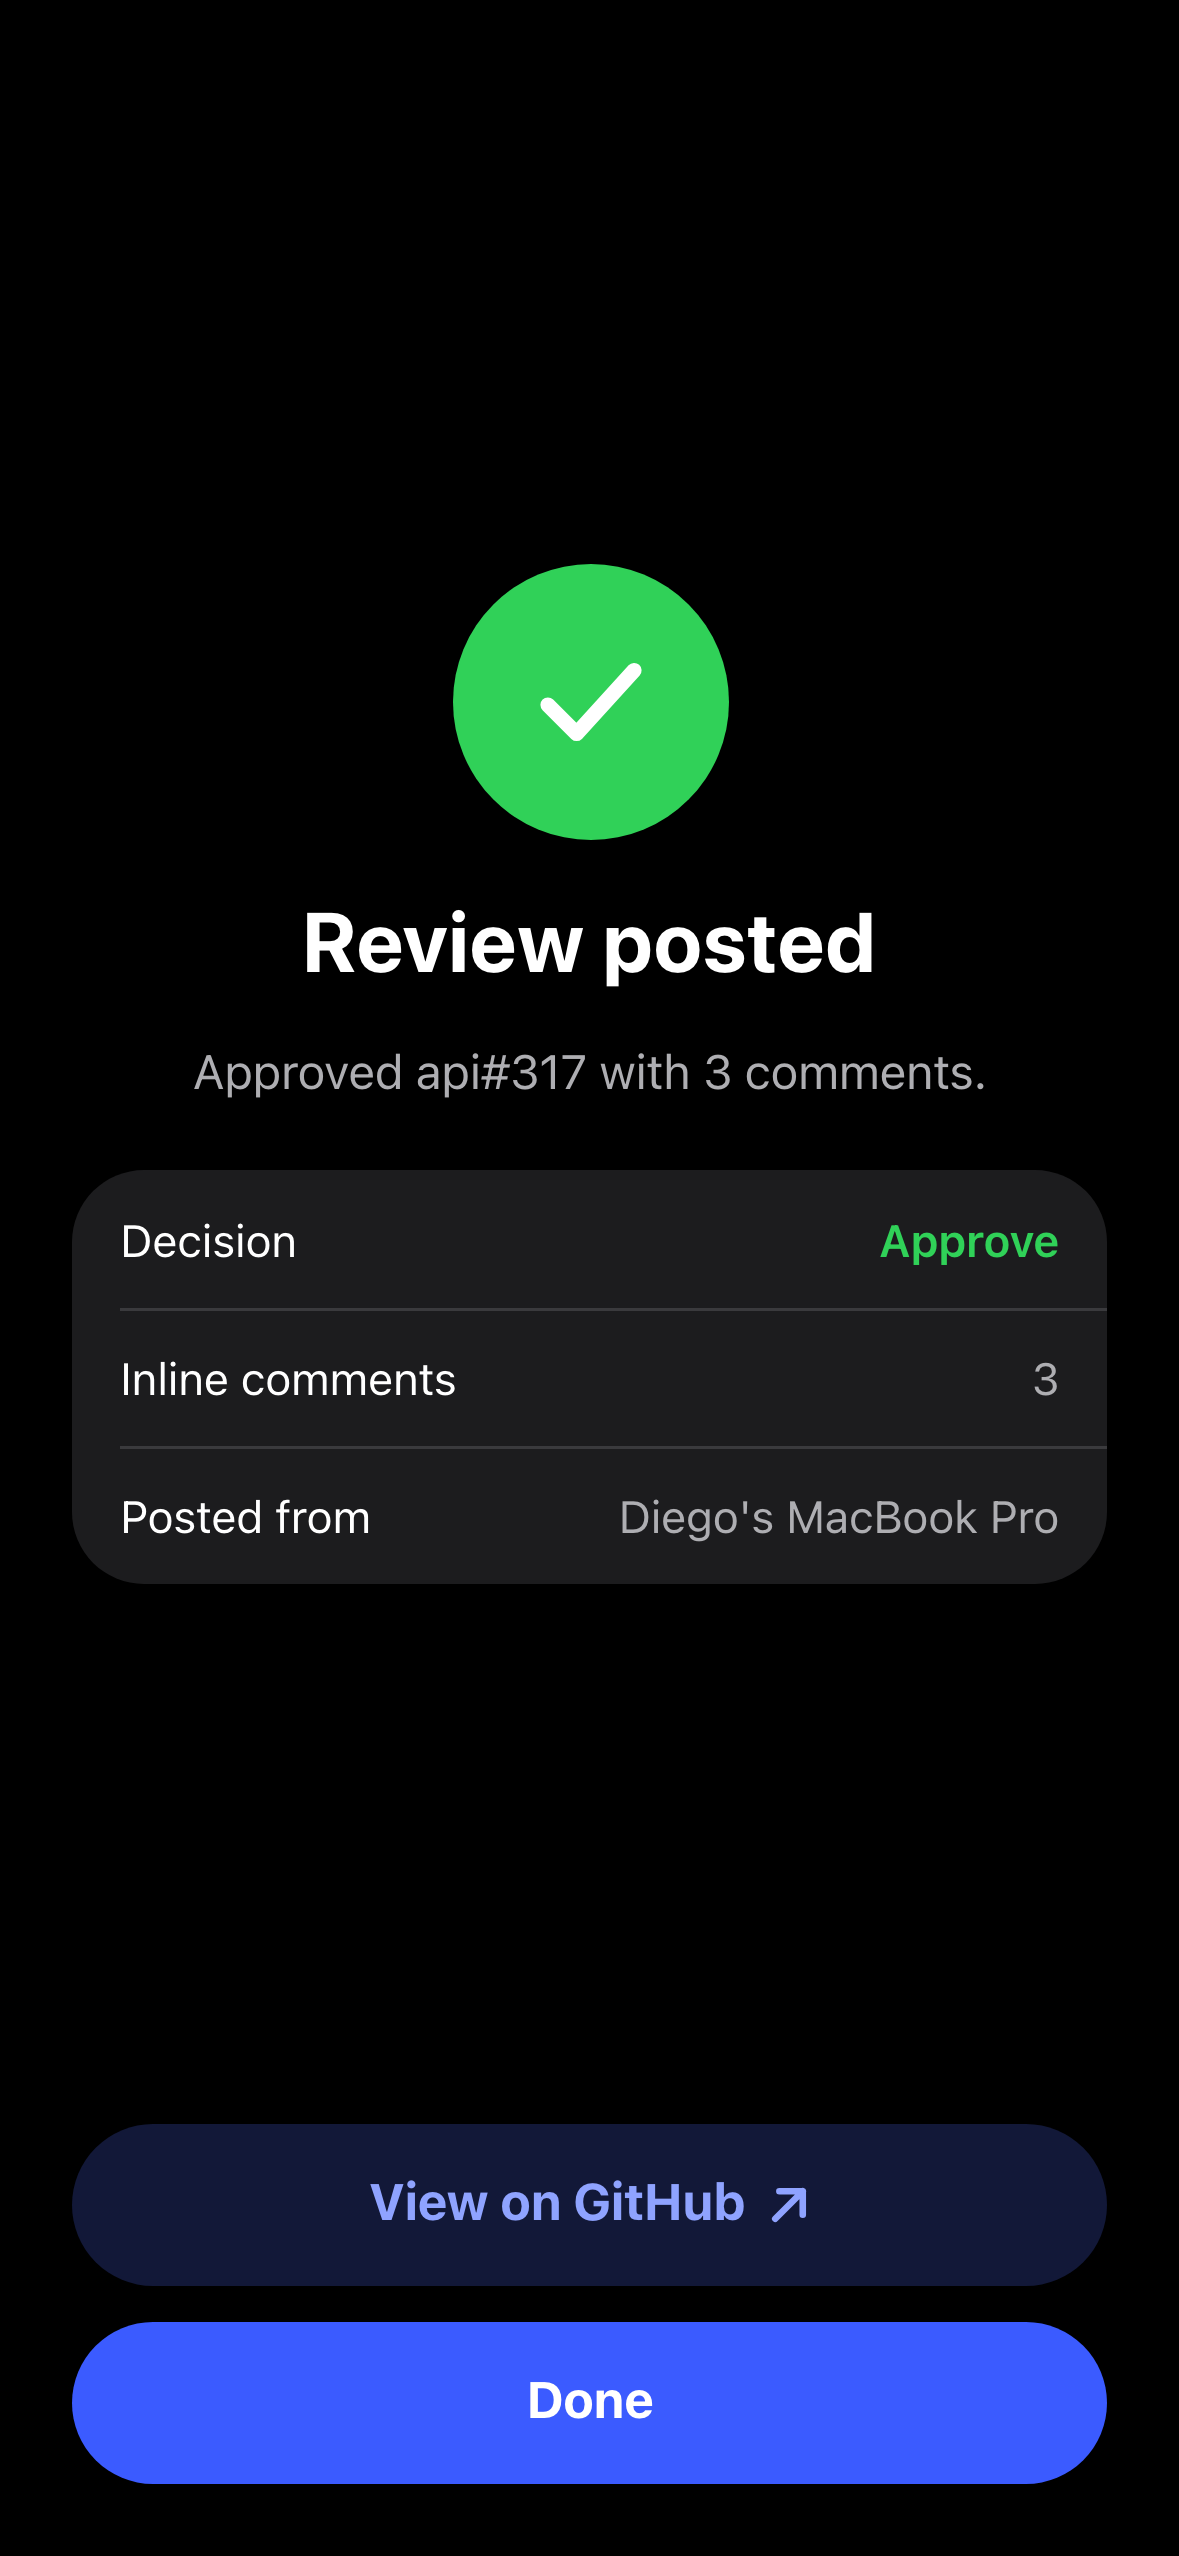 Review posted
Approved api#317 with 3 comments.
Decision Approve
Inline comments 3
Posted from Diego's MacBook Pro
View on GitHub
Done